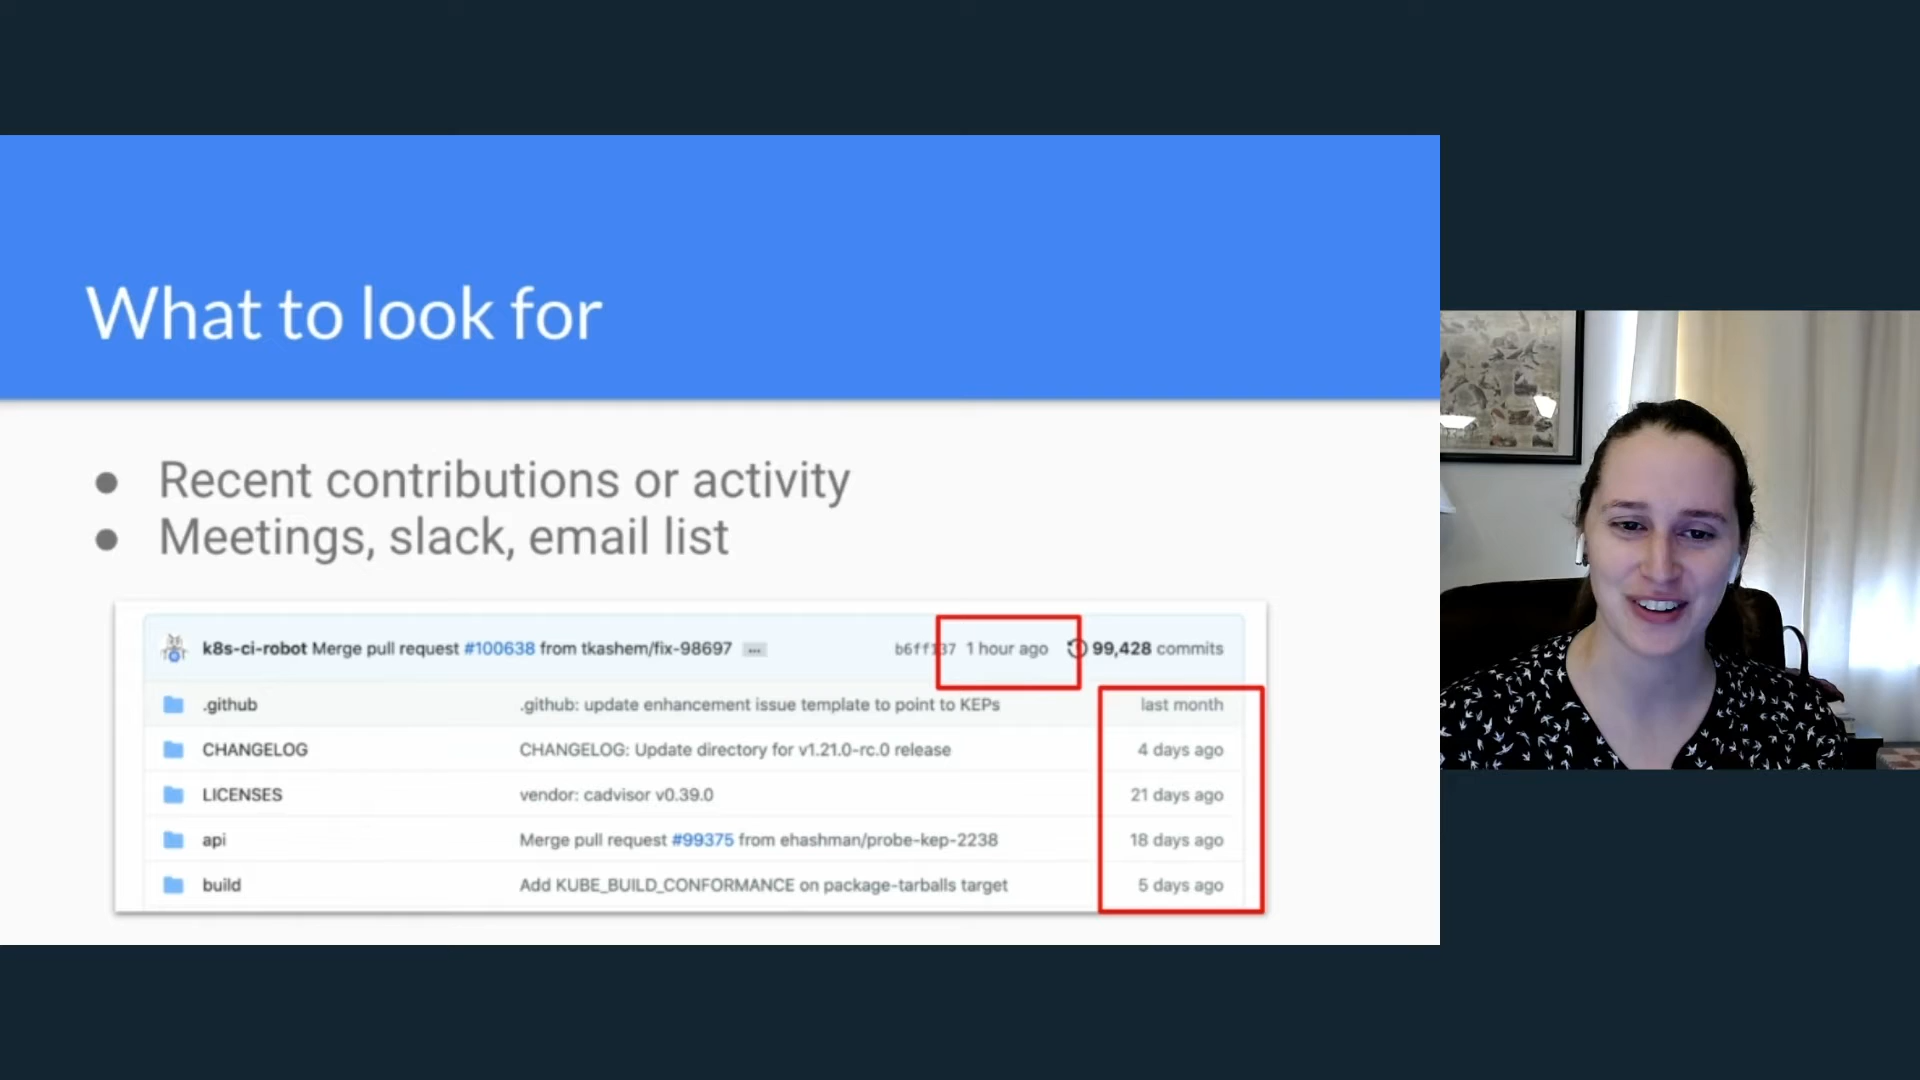 What to look for
● Recent contributions or activity
● Meetings, slack, email list
k8s-ci-robot Merge pull request #100638 from tkashem/fix-98697 ... 1 hour ago 99,428 commits
.github .github: update enhancement issue template to point to KEPs last month
CHANGELOG CHANGELOG: Update directory for v1.21.0-rc.0 release 4 days ago
LICENSES vendor: cadvisor v0.39.0 21 days ago
api Merge pull request #99375 from ehashman/probe-kep-2238 18 days ago
build Add KUBE_BUILD_CONFORMANCE on package-tarballs target 5 days ago